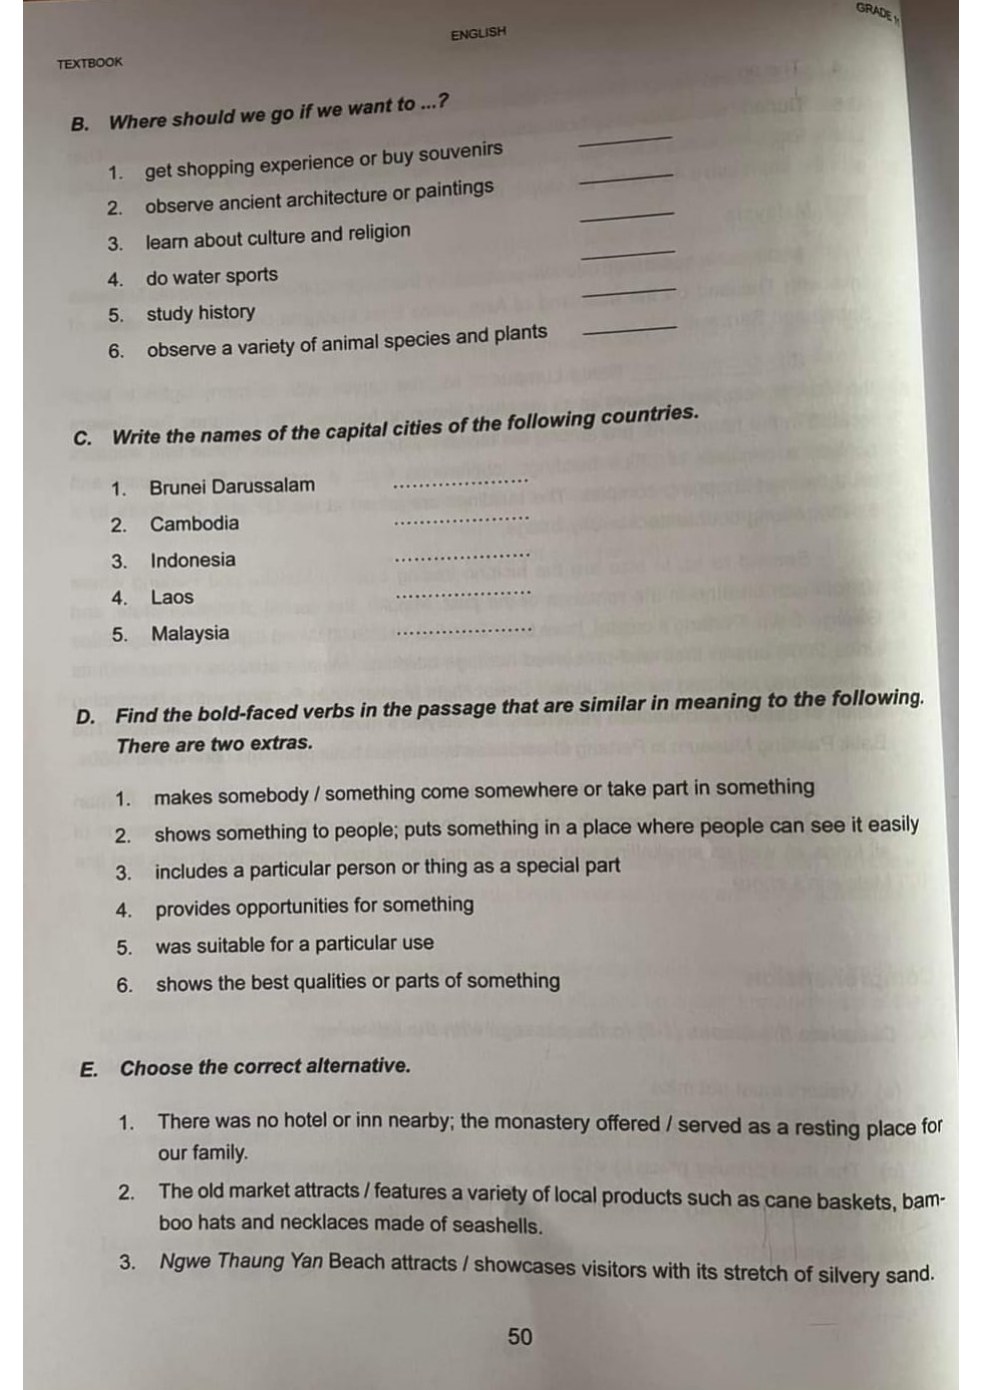 GRADE 11
ENGLISH
TEXTBOOK
B. Where should we go if we want to ...?
1. get shopping experience or buy souvenirs
2. observe ancient architecture or paintings
3. learn about culture and religion
4. do water sports
5. study history
6. observe a variety of animal species and plants
C. Write the names of the capital cities of the following countries.
1. Brunei Darussalam ....................
2. Cambodia ....................
3. Indonesia ....................
4. Laos ....................
5. Malaysia ....................
D. Find the bold-faced verbs in the passage that are similar in meaning to the following.
There are two extras.
1. makes somebody / something come somewhere or take part in something
2. shows something to people; puts something in a place where people can see it easily
3. includes a particular person or thing as a special part
4. provides opportunities for something
5. was suitable for a particular use
6. shows the best qualities or parts of something
E. Choose the correct alternative.
1. There was no hotel or inn nearby; the monastery offered / served as a resting place for
our family.
2. The old market attracts / features a variety of local products such as cane baskets, bam-
boo hats and necklaces made of seashells.
3. Ngwe Thaung Yan Beach attracts / showcases visitors with its stretch of silvery sand.
50